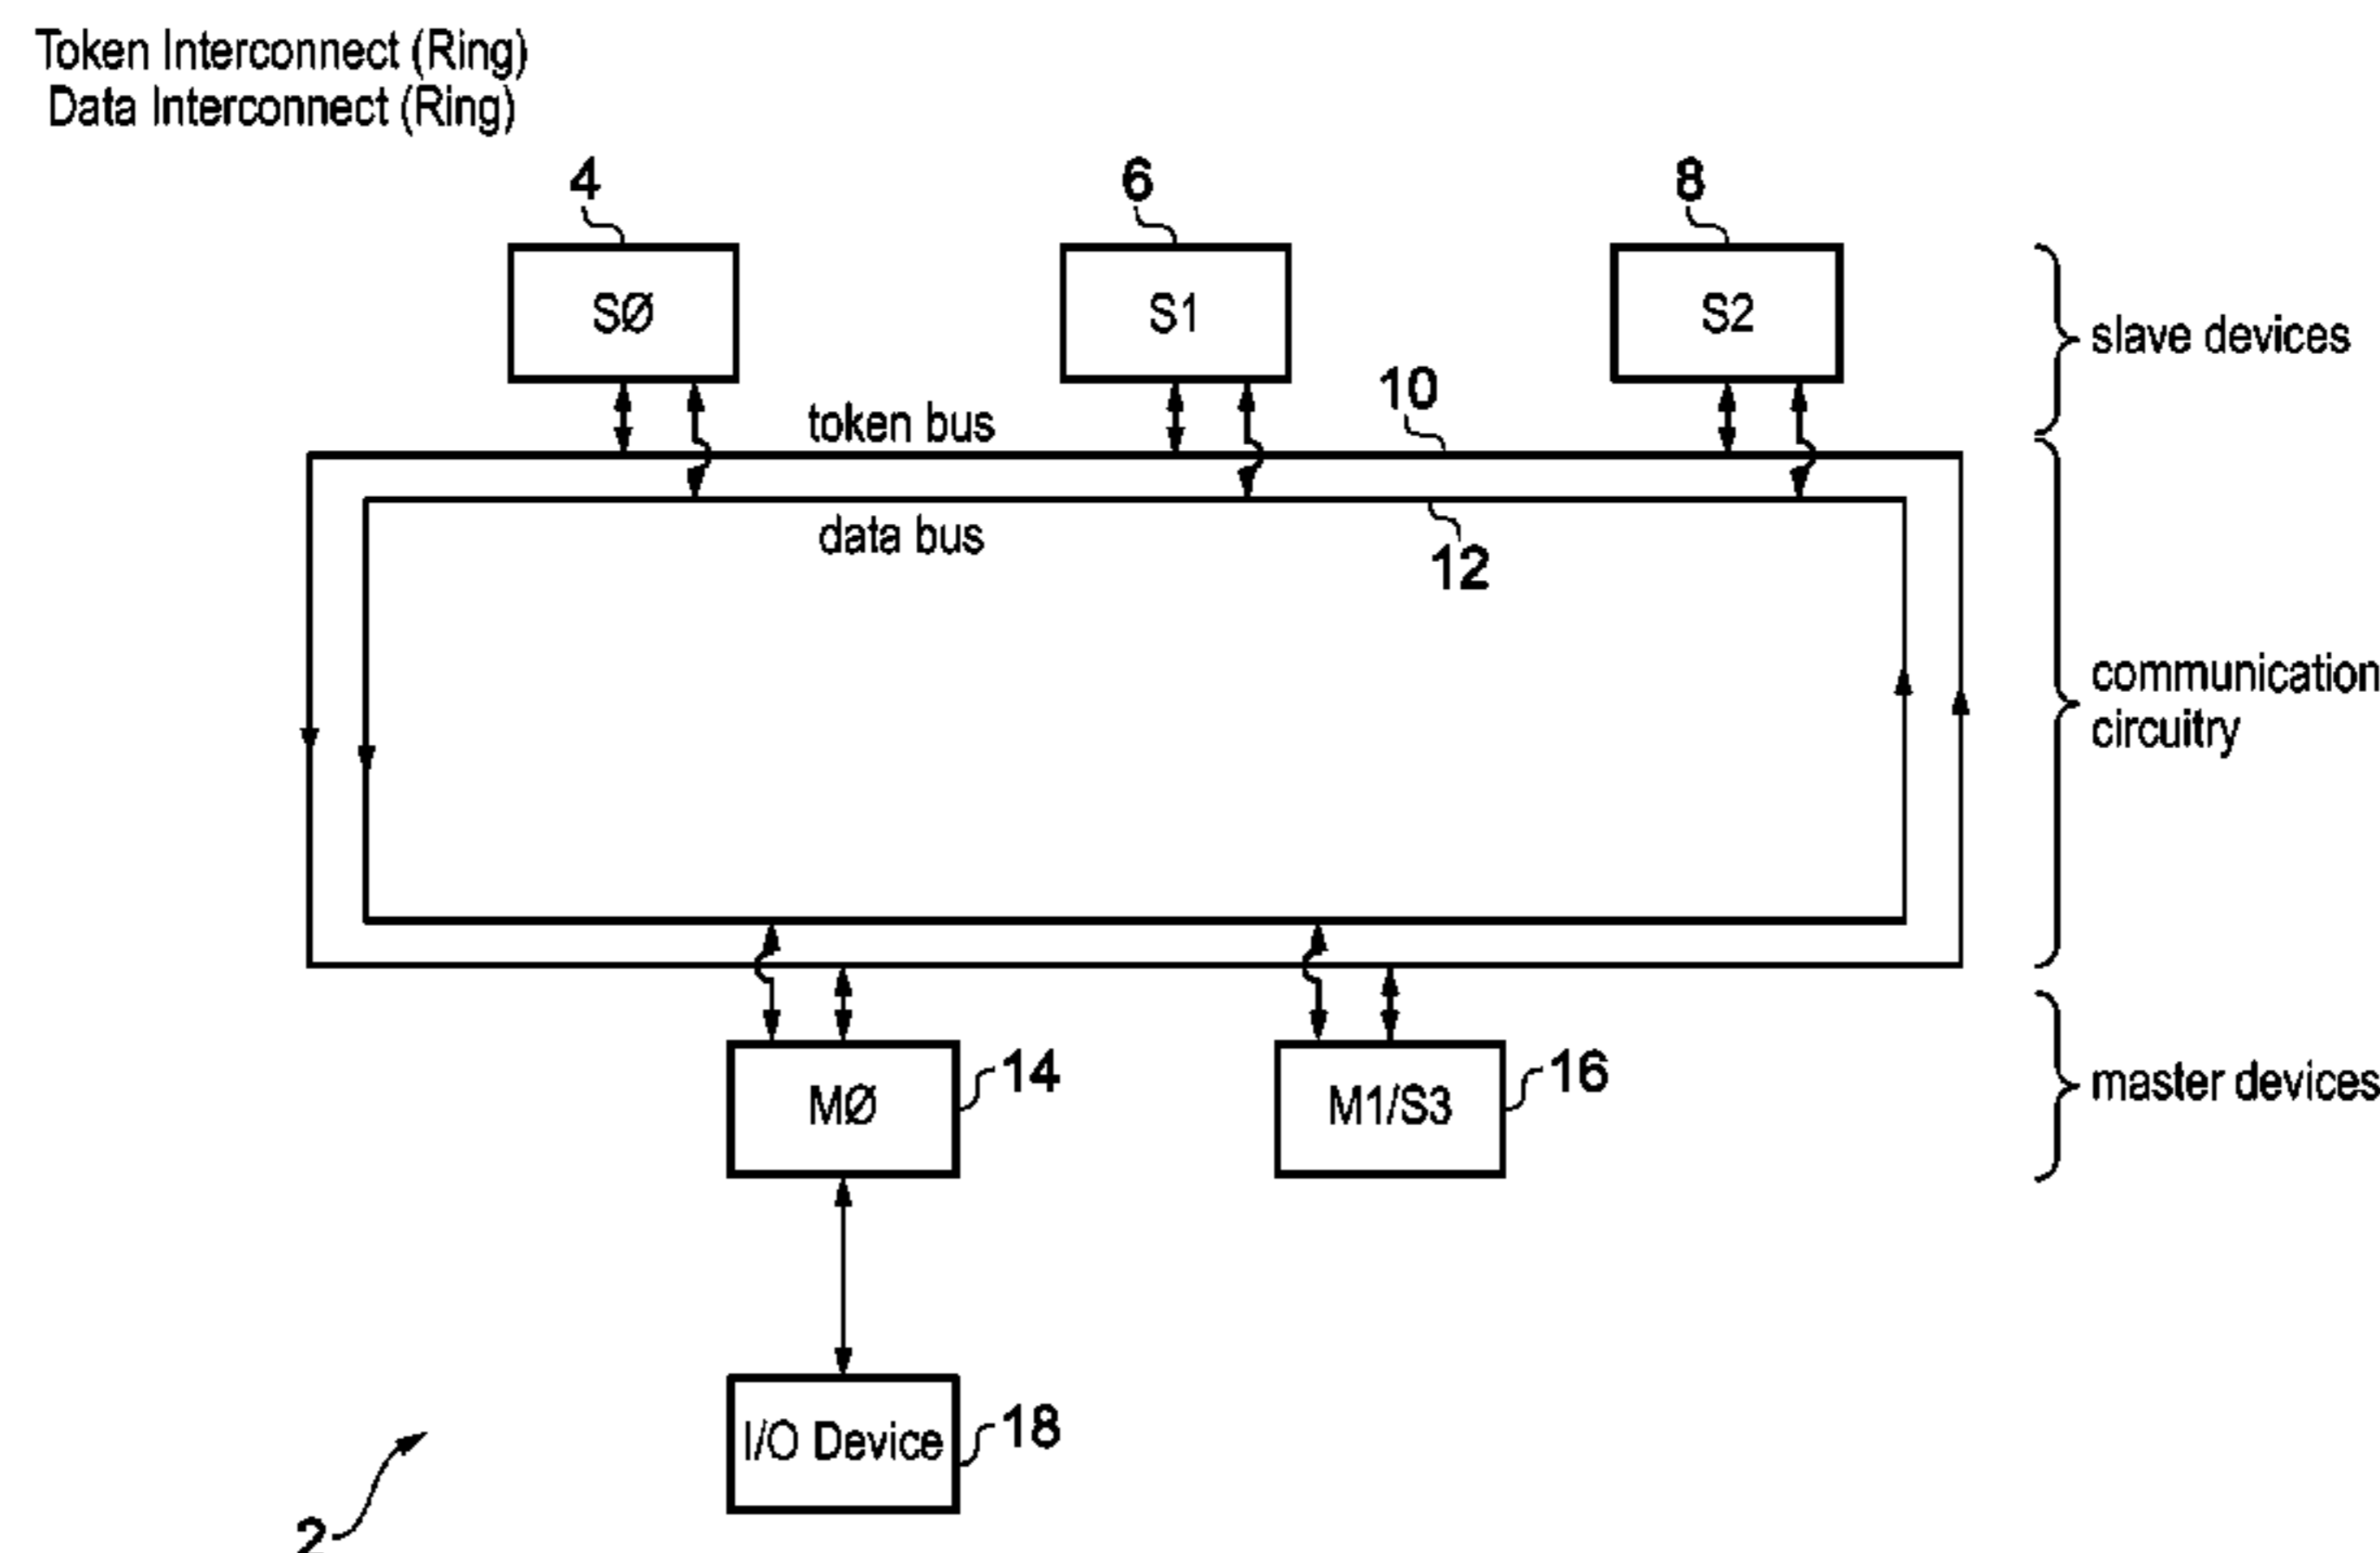 Token Interconnect (Ring)
Data Interconnect (Ring)
4
6
8
SØ
S1
S2
slave devices
token bus
10
data bus
12
communication
circuitry
MØ
14
M1/S3
16
master devices
I/O Device
18
2